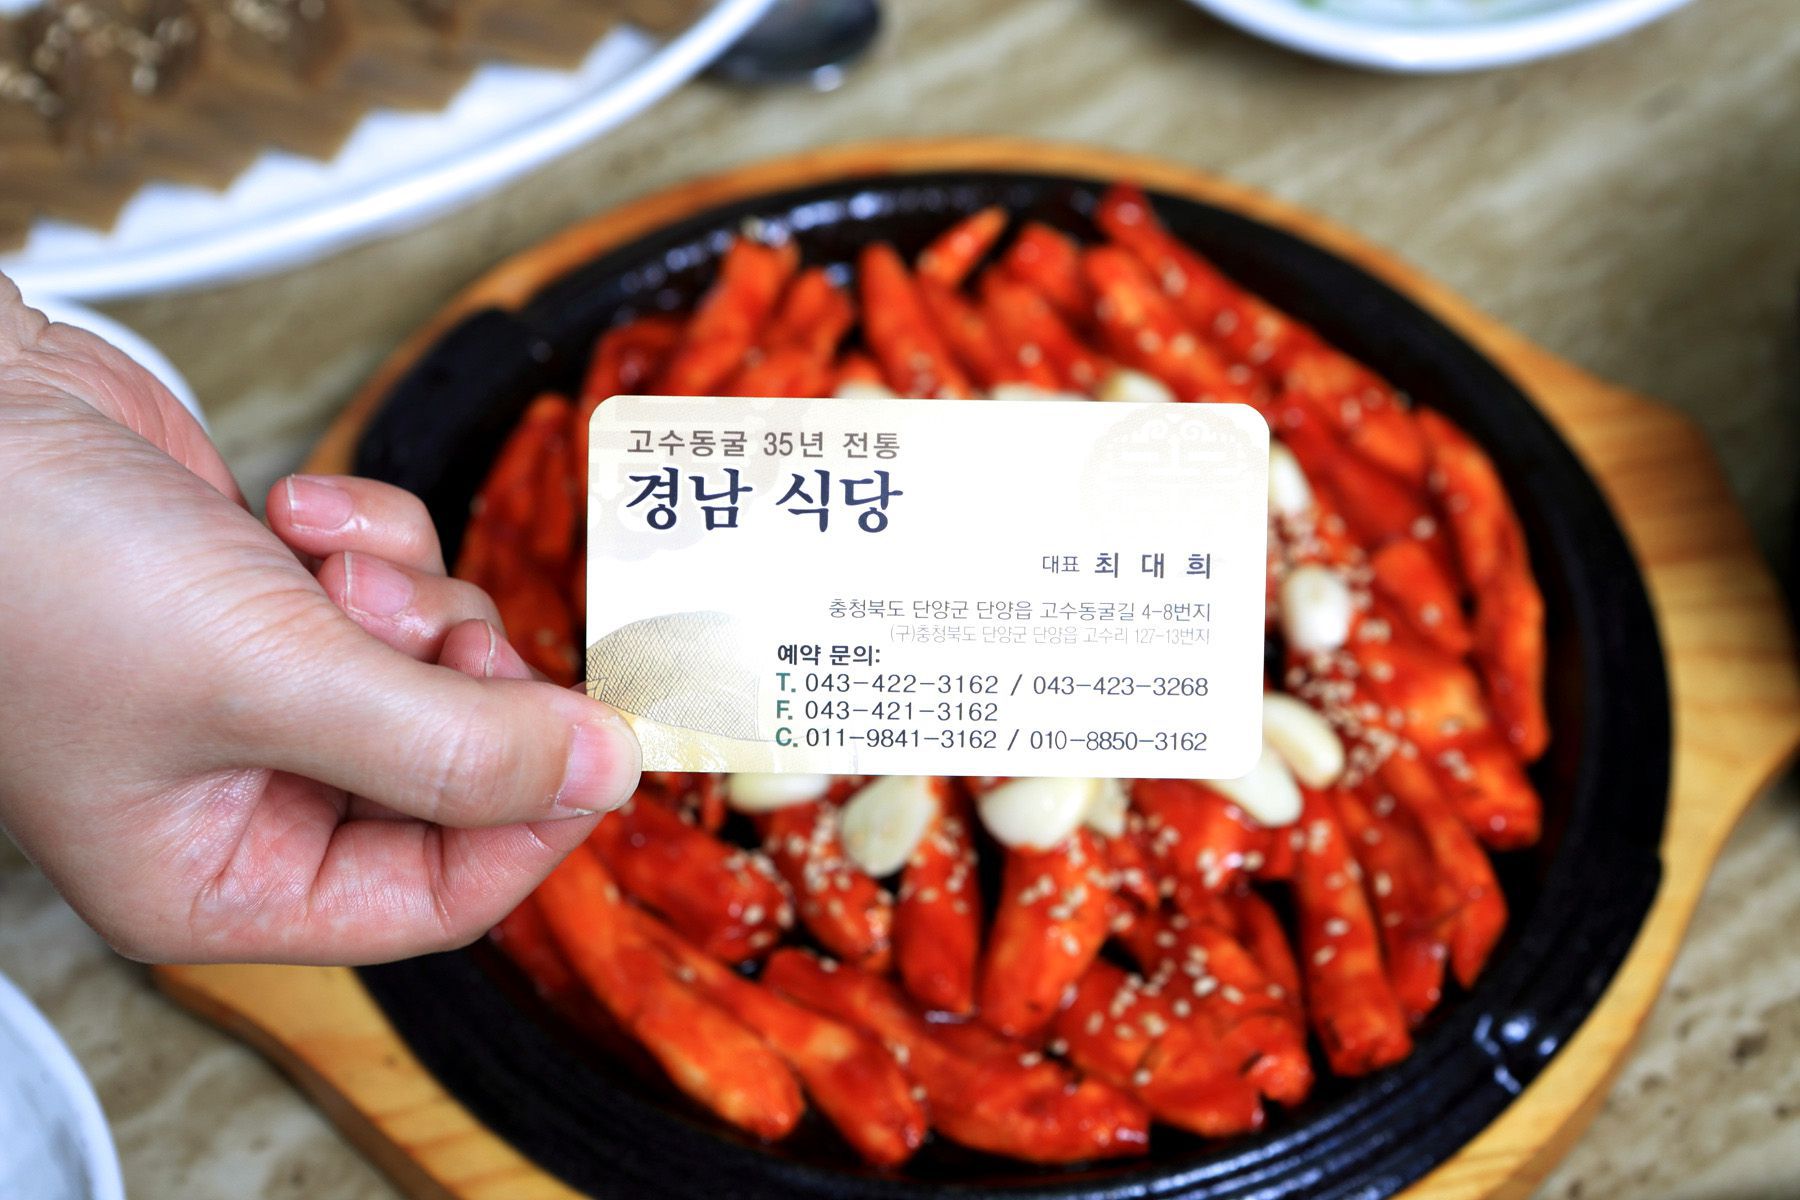 고수동굴 35년 전통
경남 식당
대표 최 대 희
충청북도 단양군 단양읍 고수동굴길 4-8번지
(구)충청북도 단양군 단양읍 고수리 127-13번지
예약 문의:
T. 043-422-3162 / 043-423-3268
F. 043-421-3162
C. 011-9841-3162 / 010-8850-3162